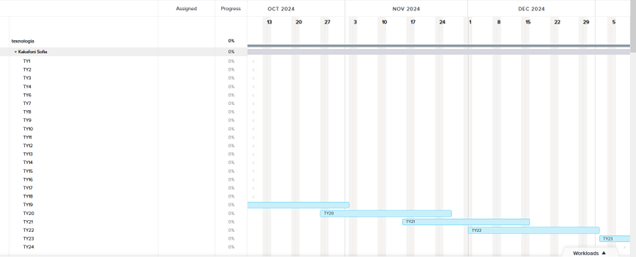 Assigned Progress OCT 2024 NOV 2024 DEC 2024
13 20 27 3 10 17 24 1 8 15 22 29 5
0%
Kakofoni Sofia 0%
TY1 0%
TY2 0%
TY3 0%
TY4 0%
TY6 0%
TY7 0%
TY8 0%
TY9 0%
TY10 0%
TY11 0%
TY12 0%
TY13 0%
TY14 0%
TY15 0%
TY16 0%
TY17 0%
TY18 0%
TY19 0%
TY20 0% TY20
TY21 0% TY21
TY22 0% TY22
TY23 0% TY23
TY24 0%
Workloads